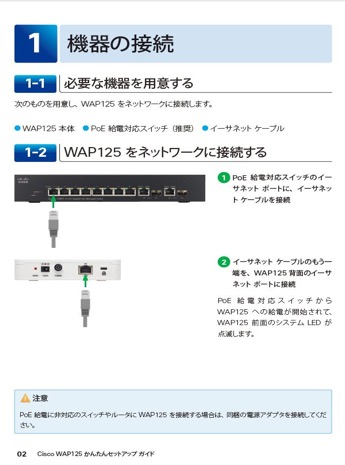 1 機器の接続
1-1 必要な機器を用意する
次のものを用意し、WAP125 をネットワークに接続します。
● WAP125 本体 ● PoE 給電対応スイッチ（推奨） ● イーサネット ケーブル
1-2 WAP125 をネットワークに接続する
1 PoE 給電対応スイッチのイー
サネット ポートに、イーサネッ
ト ケーブルを接続
2 イーサネット ケーブルのもう一
端を、WAP125 背面のイーサ
ネット ポートに接続
PoE 給電対応スイッチから
WAP125 への給電が開始されて、
WAP125 前面のシステム LED が
点滅します。
注意
PoE 給電に非対応のスイッチやルータに WAP 125 を接続する場合は、同梱の電源アダプタを接続してくだ
さい。
02 Cisco WAP125 かんたんセットアップ ガイド